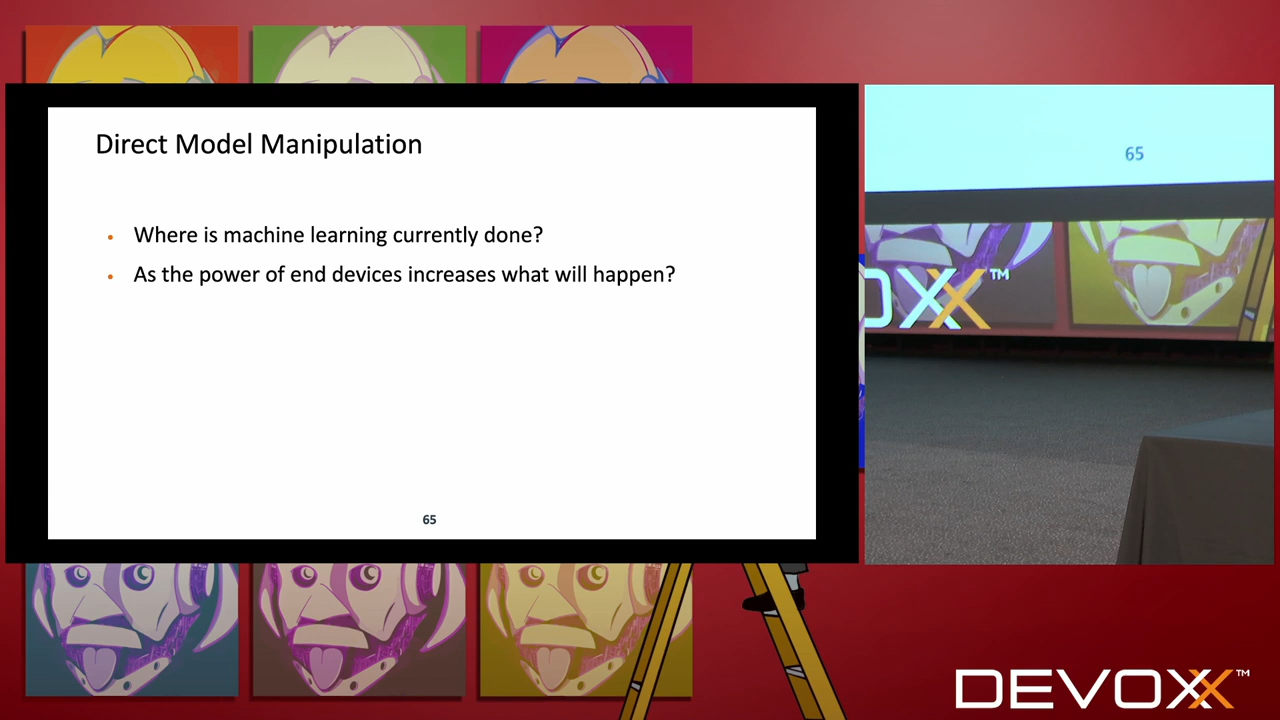 Direct Model Manipulation
• Where is machine learning currently done?
• As the power of end devices increases what will happen?
65
65
VOXX™
DEVOXX™